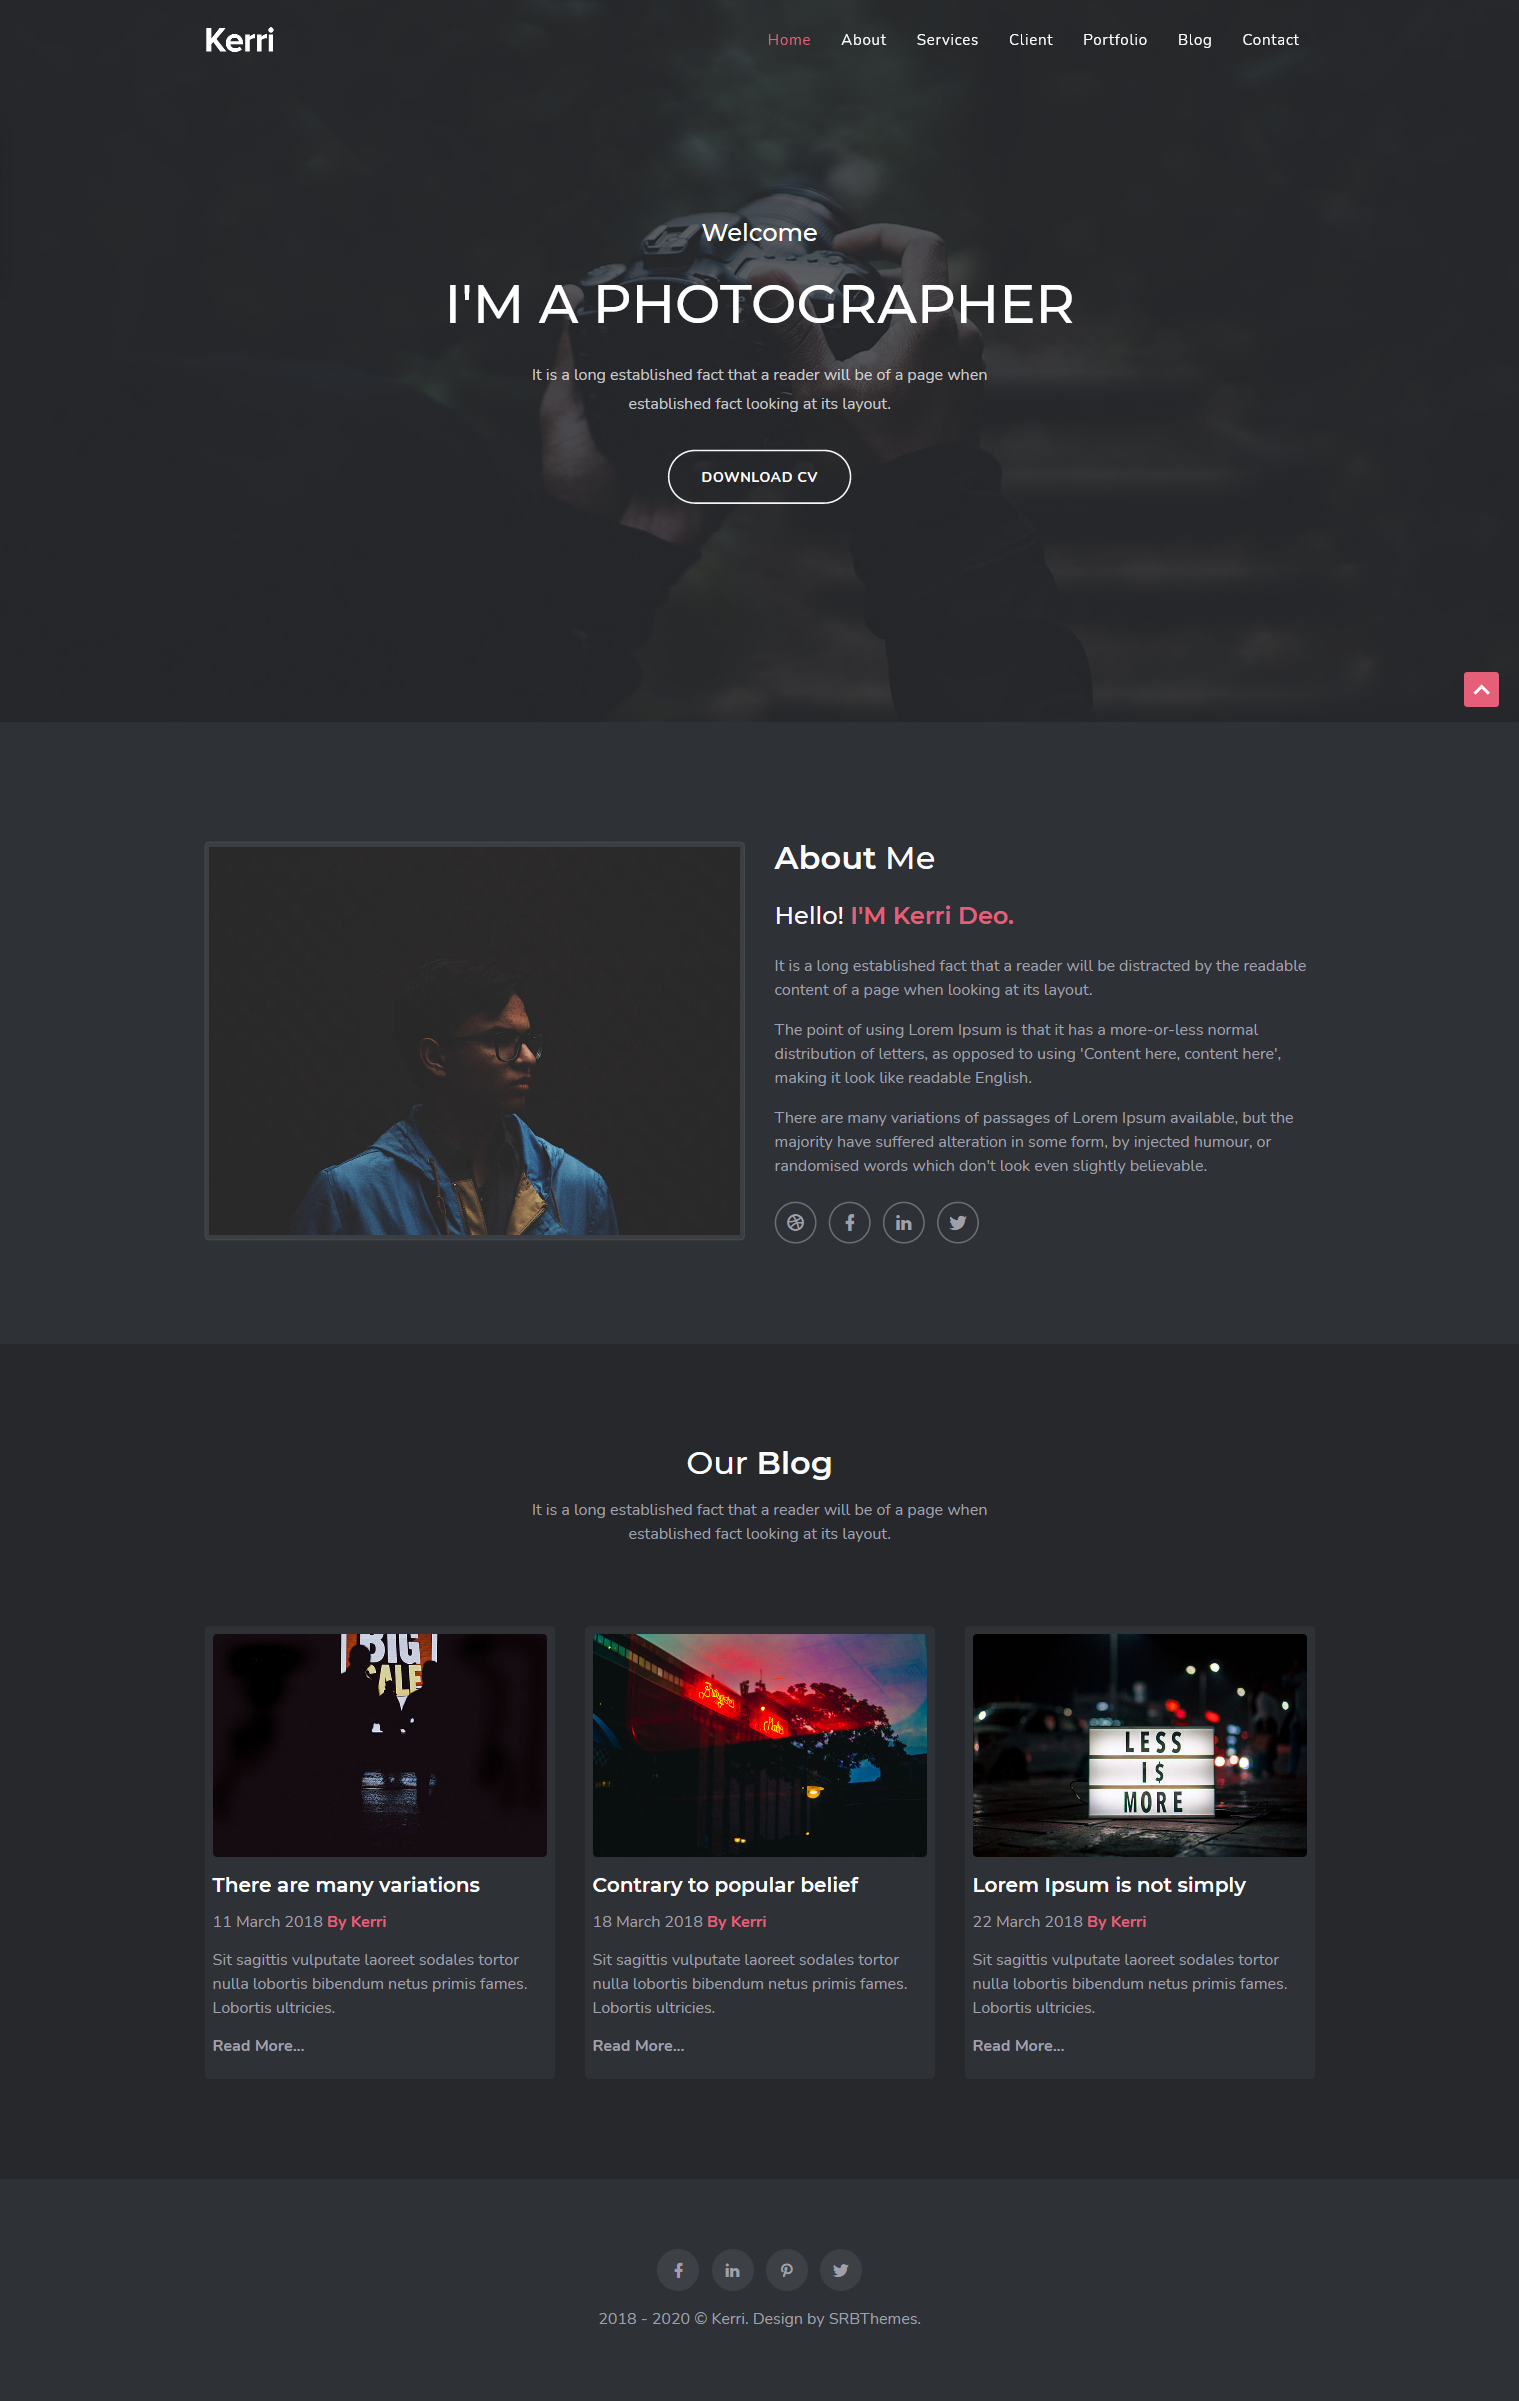 Kerri
Home About Services Client Portfolio Blog Contact
Welcome
I'M A PHOTOGRAPHER
It is a long established fact that a reader will be of a page when
established fact looking at its layout.
DOWNLOAD CV
About Me
Hello! I'M Kerri Deo.
It is a long established fact that a reader will be distracted by the readable
content of a page when looking at its layout.
The point of using Lorem Ipsum is that it has a more-or-less normal
distribution of letters, as opposed to using 'Content here, content here',
making it look like readable English.
There are many variations of passages of Lorem Ipsum available, but the
majority have suffered alteration in some form, by injected humour, or
randomised words which don't look even slightly believable.
Our Blog
It is a long established fact that a reader will be of a page when
established fact looking at its layout.
BIG
There are many variations
11 March 2018 By Kerri
Sit sagittis vulputate laoreet sodales tortor
nulla lobortis bibendum netus primis fames.
Lobortis ultricies.
Read More...
Contrary to popular belief
18 March 2018 By Kerri
Sit sagittis vulputate laoreet sodales tortor
nulla lobortis bibendum netus primis fames.
Lobortis ultricies.
Read More...
LESS
IS
MORE
Lorem Ipsum is not simply
22 March 2018 By Kerri
Sit sagittis vulputate laoreet sodales tortor
nulla lobortis bibendum netus primis fames.
Lobortis ultricies.
Read More...
2018 - 2020 © Kerri. Design by SRBThemes.